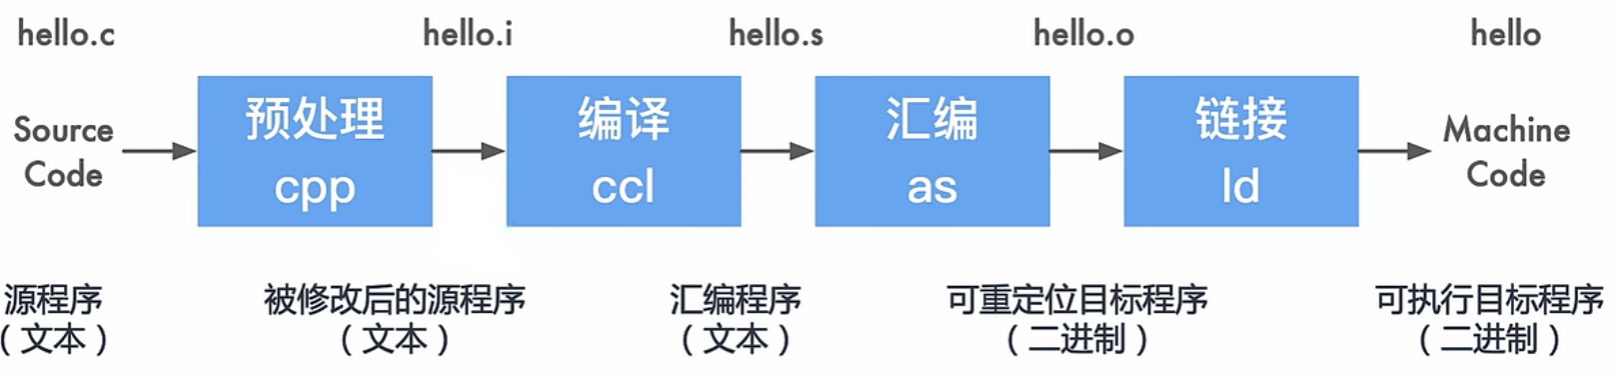 hello.c
hello.i
hello.s
hello.o
hello
Source
Code
预处理
cpp
编译
ccl
汇编
as
链接
ld
Machine
Code
源程序
（文本）
被修改后的源程序
（文本）
汇编程序
（文本）
可重定位目标程序
（二进制）
可执行目标程序
（二进制）